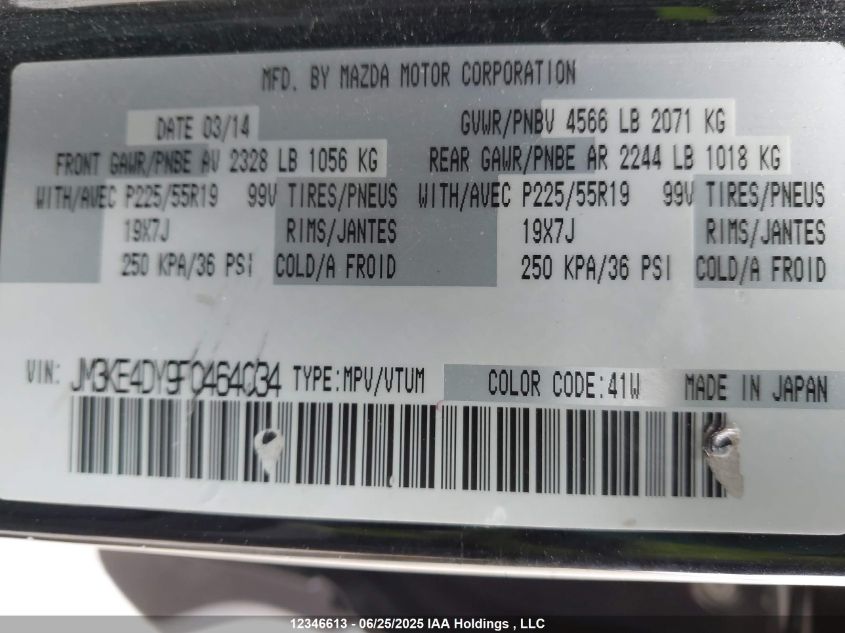 MFD. BY MAZDA MOTOR CORPORATION
DATE 03/14 GVWR/PNBV 4566 LB 2071 KG
FRONT GAWR/PNBE AV 2328 LB 1056 KG REAR GAWR/PNBE AR 2244 LB 1018 KG
WITH/AVEC P225/55R19 99V TIRES/PNEUS WITH/AVEC P225/55R19 99V TIRES/PNEUS
19X7J RIMS/JANTES 19X7J RIMS/JANTES
250 KPA/36 PSI COLD/A FROID 250 KPA/36 PSI COLD/A FROID
VIN: JM3KE4DY9F0464034 TYPE:MPV/VTUM COLOR CODE:41W MADE IN JAPAN
12346613 - 06/25/2025 IAA Holdings , LLC